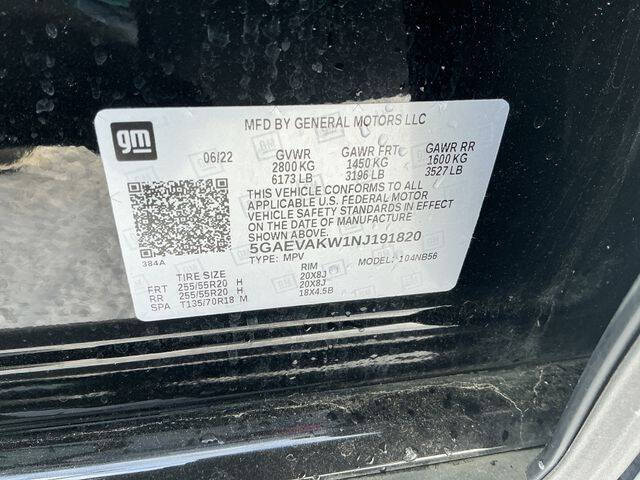 gm
MFD BY GENERAL MOTORS LLC
06/22 GVWR GAWR FRT GAWR RR
2800 KG 1450 KG 1600 KG
6173 LB 3196 LB 3527 LB
THIS VEHICLE CONFORMS TO ALL
APPLICABLE U.S. FEDERAL MOTOR
VEHICLE SAFETY STANDARDS IN EFFECT
ON THE DATE OF MANUFACTURE
SHOWN ABOVE.
5GAEVAKW1NJ191820
TYPE: MPV MODEL: 104NB56
384A
TIRE SIZE RIM
FRT 255/55R20 H 20X8J
RR 255/55R20 H 20X8J
SPA T135/70R18 M 18X4.5B